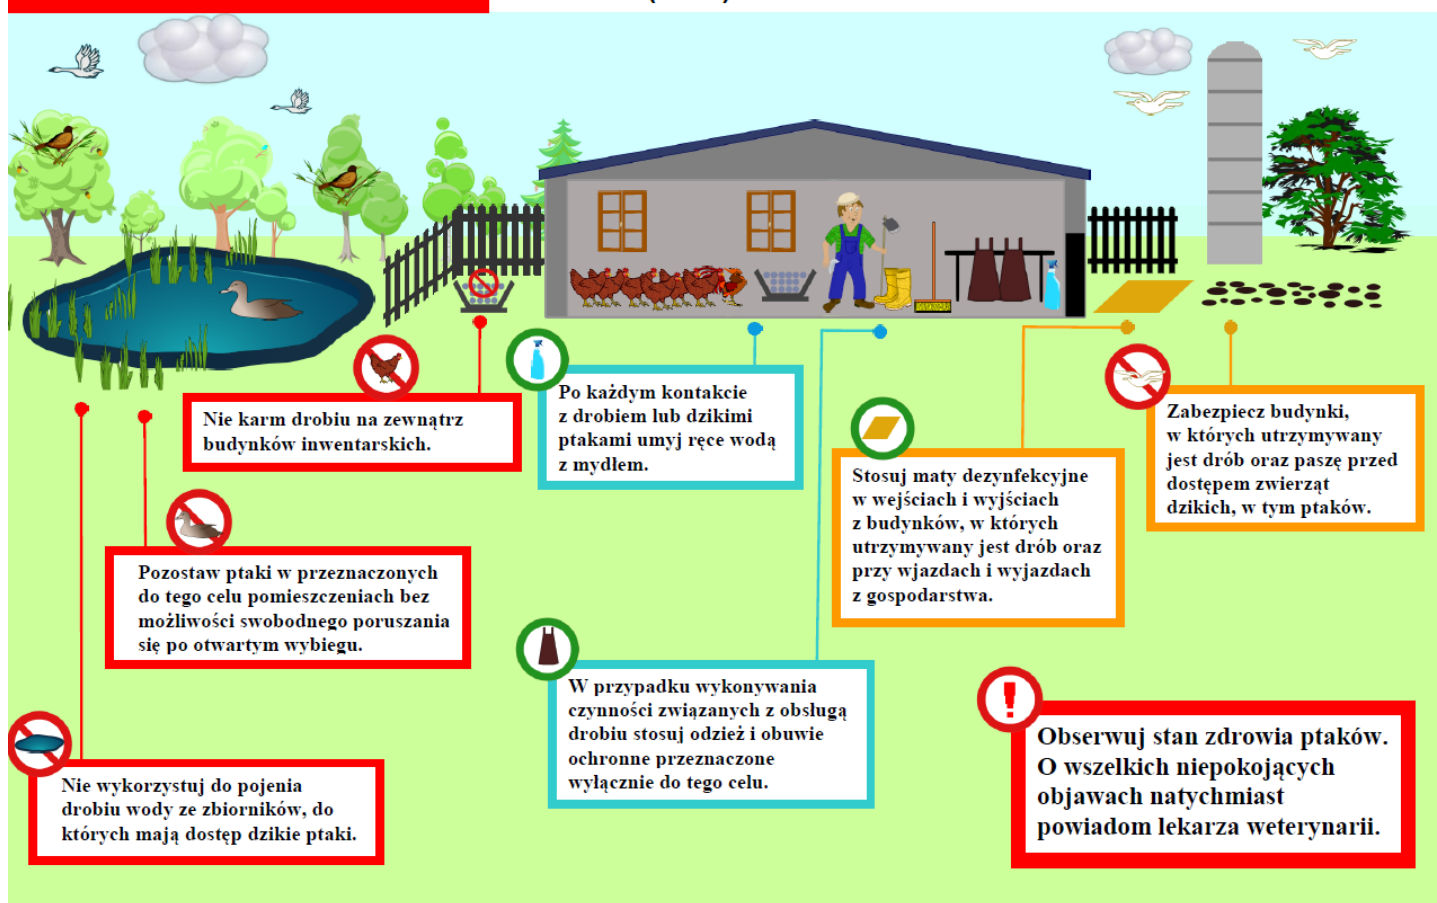 Nie karm drobiu na zewnątrz
budynków inwentarskich.
Po każdym kontakcie
z drobiem lub dzikimi
ptakami umyj ręce wodą
z mydłem.
Stosuj maty dezynfekcyjne
w wejściach i wyjściach
z budynków, w których
utrzymywany jest drób oraz
przy wjazdach i wyjazdach
z gospodarstwa.
Zabezpiecz budynki,
w których utrzymywany
jest drób oraz paszę przed
dostępem zwierząt
dzikich, w tym ptaków.
Pozostaw ptaki w przeznaczonych
do tego celu pomieszczeniach bez
możliwości swobodnego poruszania
się po otwartym wybiegu.
W przypadku wykonywania
czynności związanych z obsługą
drobiu stosuj odzież i obuwie
ochronne przeznaczone
wyłącznie do tego celu.
Nie wykorzystuj do pojenia
drobiu wody ze zbiorników, do
których mają dostęp dzikie ptaki.
!
Obserwuj stan zdrowia ptaków.
O wszelkich niepokojących
objawach natychmiast
powiadom lekarza weterynarii.